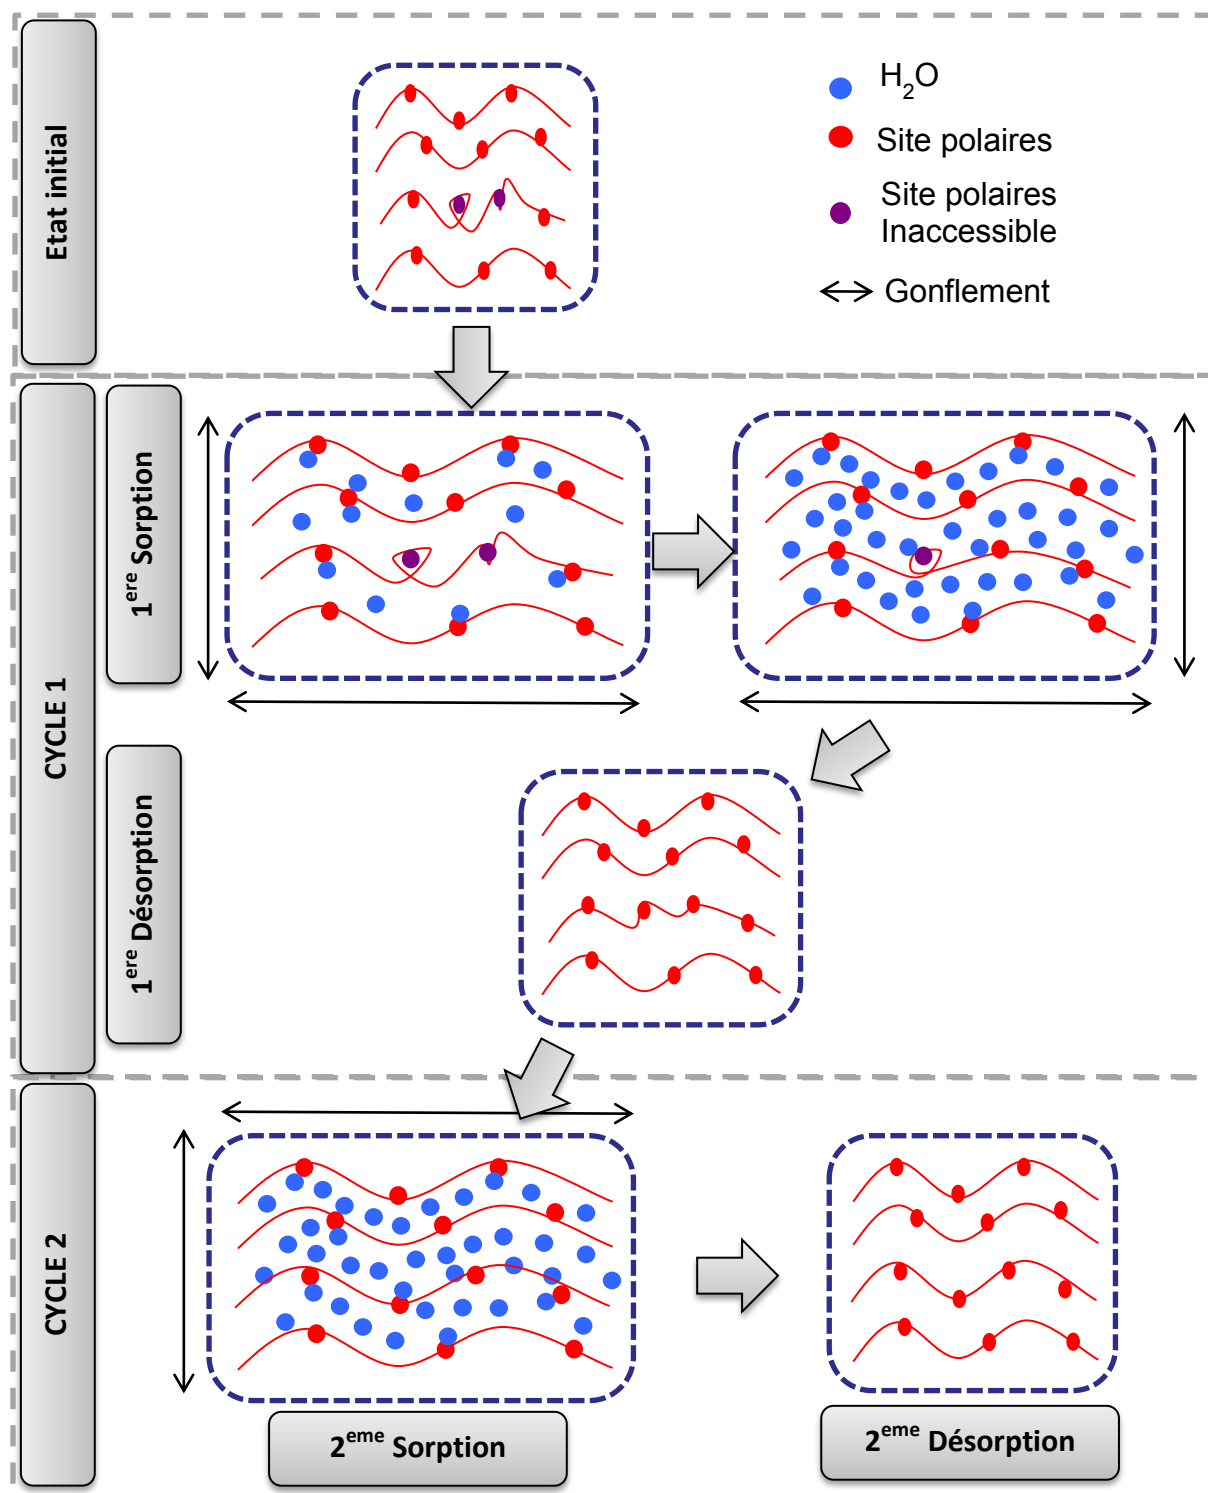 Etat initial
H₂O
Site polaires
Site polaires
Inaccessible
Gonflement
CYCLE 1
1ᵉʳᵉ Sorption
1ᵉʳᵉ Désorption
CYCLE 2
2ᵉᵐᵉ Sorption
2ᵉᵐᵉ Désorption